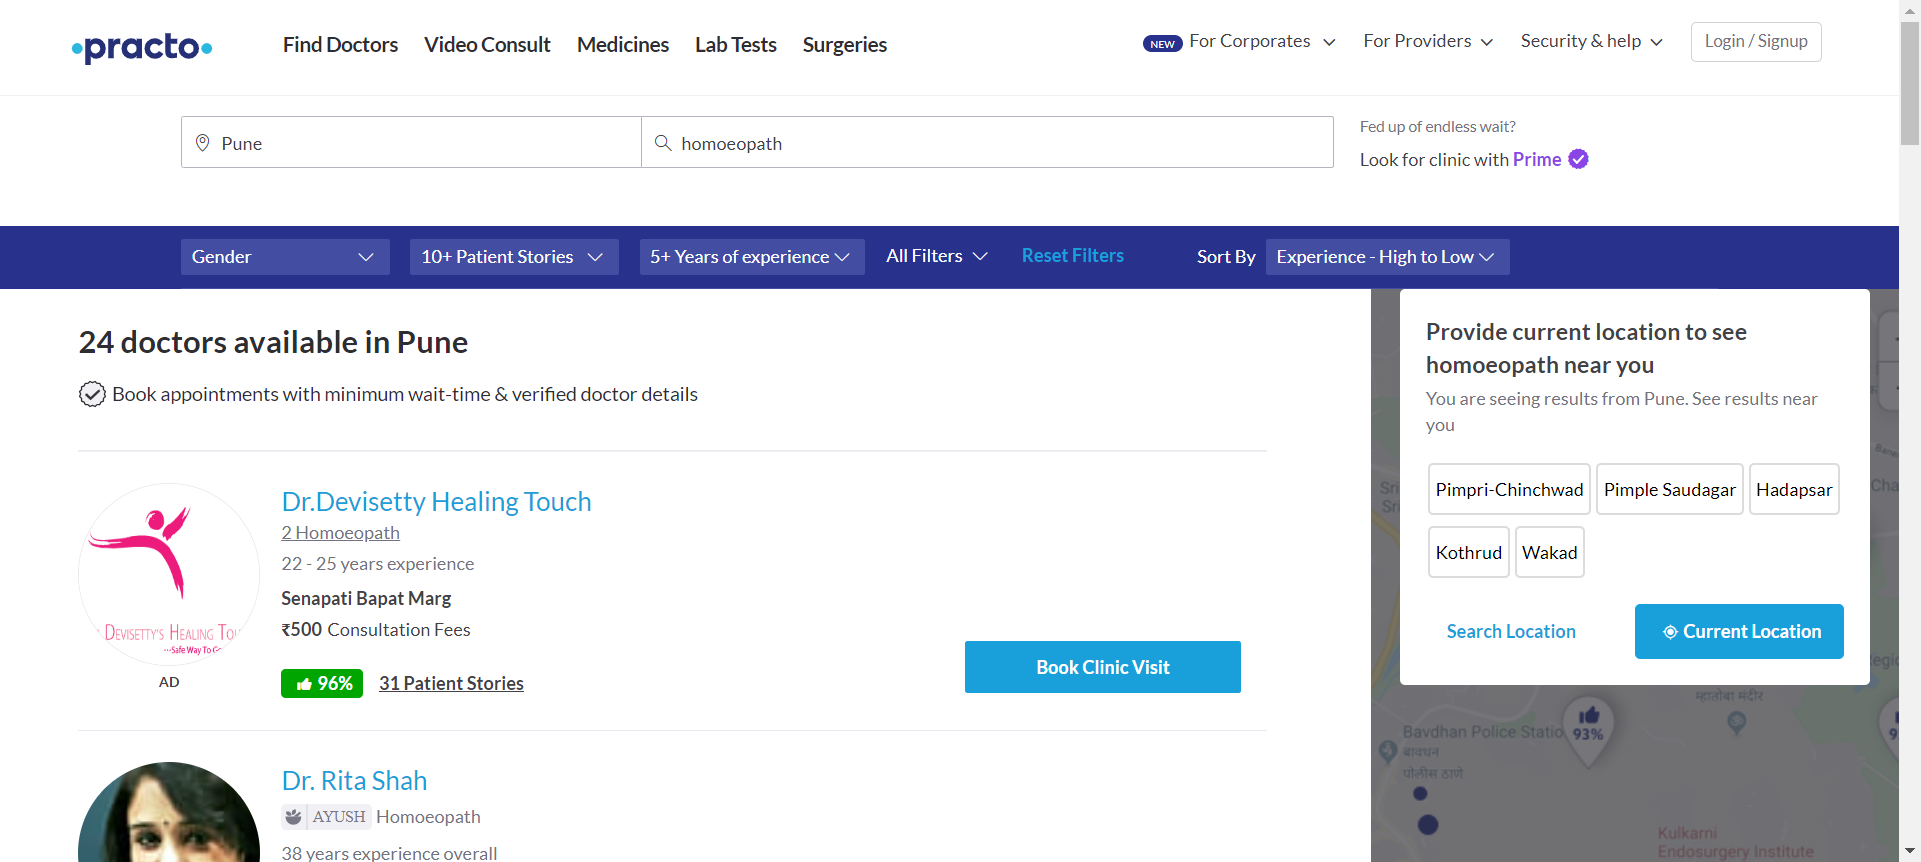 practo
Find Doctors
Video Consult
Medicines
Lab Tests
Surgeries
NEW For Corporates
For Providers
Security & help
Login / Signup
Pune
homoeopath
Fed up of endless wait?
Look for clinic with Prime
Gender
10+ Patient Stories
5+ Years of experience
All Filters
Reset Filters
Sort By
Experience - High to Low
24 doctors available in Pune
Book appointments with minimum wait-time & verified doctor details
Dr.Devisetty Healing Touch
2 Homoeopath
22 - 25 years experience
Senapati Bapat Marg
₹500 Consultation Fees
96%
31 Patient Stories
Book Clinic Visit
DEVISETTY'S HEALING
...Safe Way To
AD
Dr. Rita Shah
AYUSH Homoeopath
38 years experience overall
Provide current location to see
homoeopath near you
You are seeing results from Pune. See results near
you
Pimpri-Chinchwad
Pimple Saudagar
Hadapsar
Kothrud
Wakad
Search Location
Current Location
म्हातोबा मंदीर
Bavdhan Police
बावधन
पोलीस ठाणे
93%
Kulkarni
Endosurgery Institute